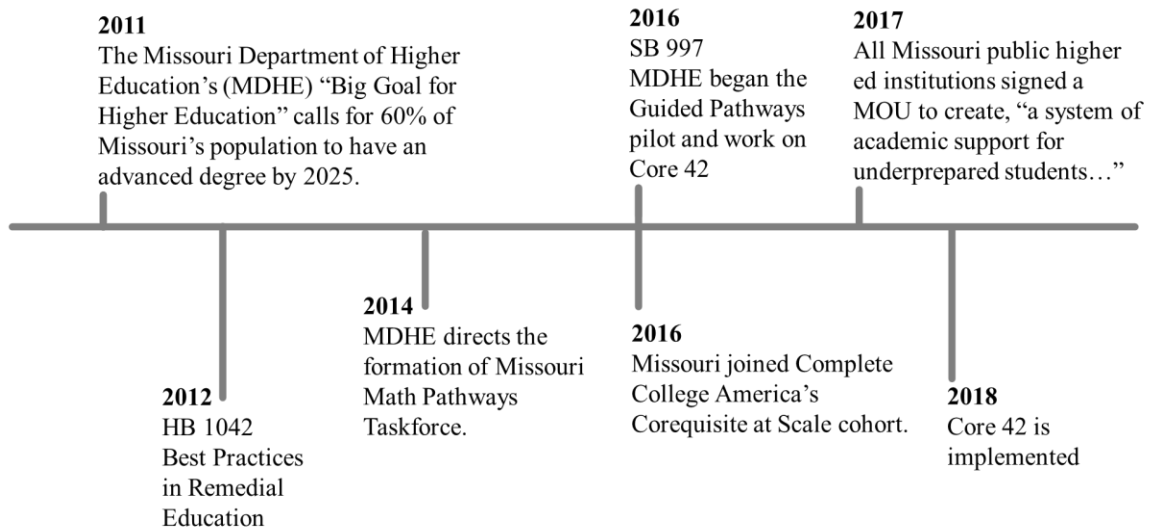 2011
The Missouri Department of Higher
Education’s (MDHE) “Big Goal for
Higher Education” calls for 60% of
Missouri’s population to have an
advanced degree by 2025.
2016
SB 997
MDHE began the
Guided Pathways
pilot and work on
Core 42
2017
All Missouri public higher
ed institutions signed a
MOU to create, “a system of
academic support for
underprepared students…”
2012
HB 1042
Best Practices
in Remedial
Education
2014
MDHE directs the
formation of Missouri
Math Pathways
Taskforce.
2016
Missouri joined Complete
College America’s
Corequisite at Scale cohort.
2018
Core 42 is
implemented